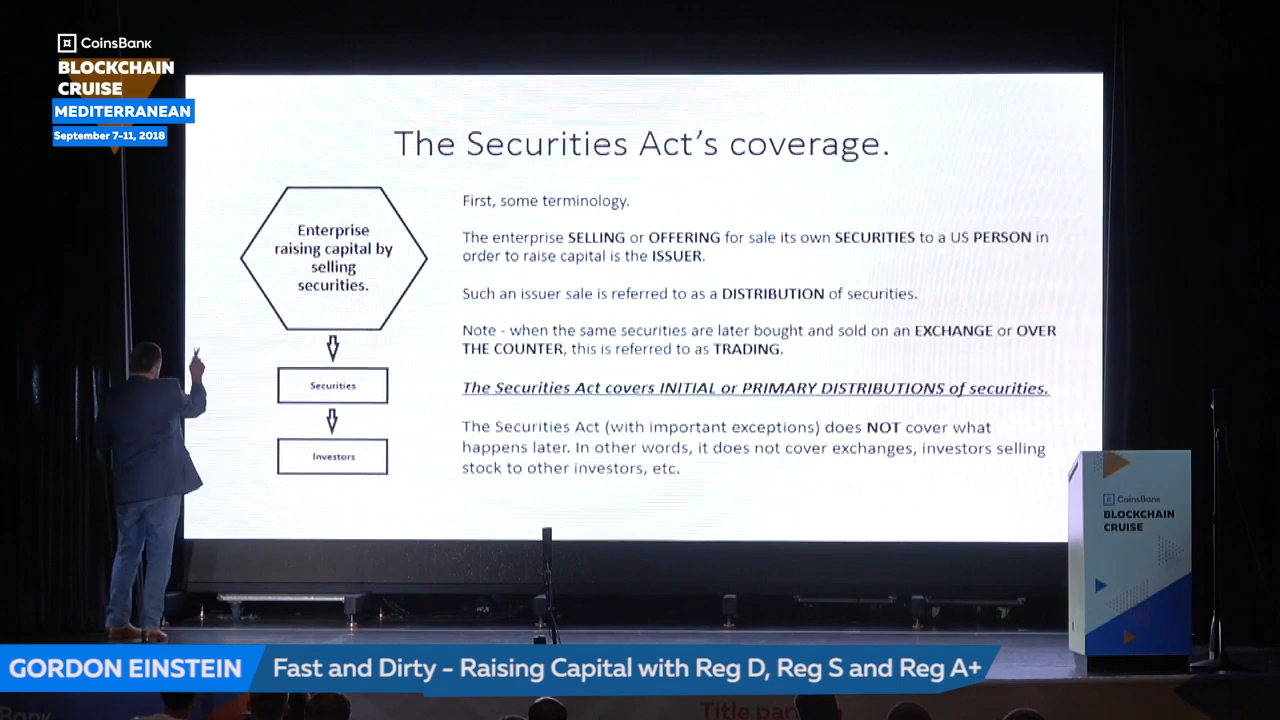 CoinsBank
BLOCKCHAIN
CRUISE
MEDITERRANEAN
September 7-11, 2018
The Securities Act's coverage.
Enterprise
raising capital by
selling
securities.
Securities
Investors
First, some terminology.
The enterprise SELLING or OFFERING for sale its own SECURITIES to a US PERSON in
order to raise capital is the ISSUER.
Such an issuer sale is referred to as a DISTRIBUTION of securities.
Note - when the same securities are later bought and sold on an EXCHANGE or OVER
THE COUNTER, this is referred to as TRADING.
The Securities Act covers INITIAL or PRIMARY DISTRIBUTIONS of securities.
The Securities Act (with important exceptions) does NOT cover what
happens later. In other words, it does not cover exchanges, investors selling
stock to other investors, etc.
CoinsBank
BLOCKCHAIN
CRUISE
GORDON EINSTEIN
Fast and Dirty - Raising Capital with Reg D, Reg S and Reg A+
Bank
Title